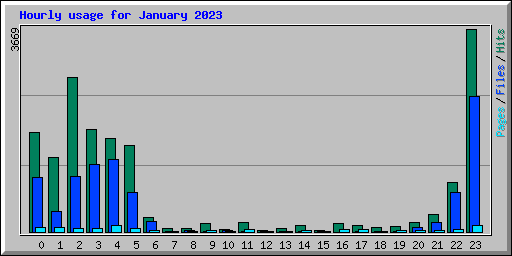 Hourly usage for January 2023
3669
Pages/Files/Hits
0 1 2 3 4 5 6 7 8 9 10 11 12 13 14 15 16 17 18 19 20 21 22 23